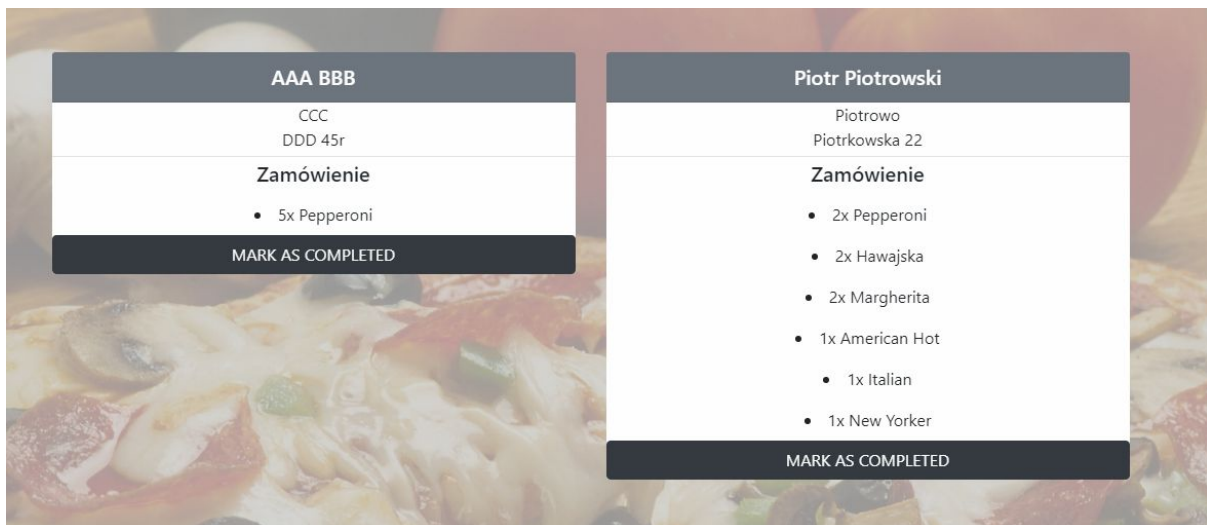 AAA BBB
CCC
DDD 45r
Zamówienie
• 5x Pepperoni
MARK AS COMPLETED
Piotr Piotrowski
Piotrowo
Piotrkowska 22
Zamówienie
• 2x Pepperoni
• 2x Hawajska
• 2x Margherita
• 1x American Hot
• 1x Italian
• 1x New Yorker
MARK AS COMPLETED